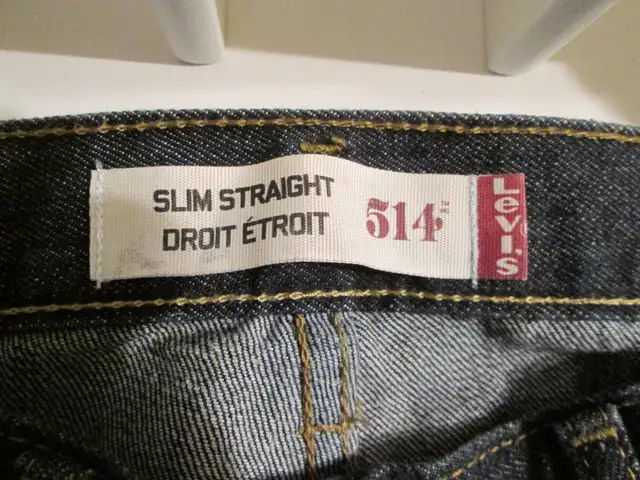 SLIM STRAIGHT
DROIT ÉTROIT
514
Levi's